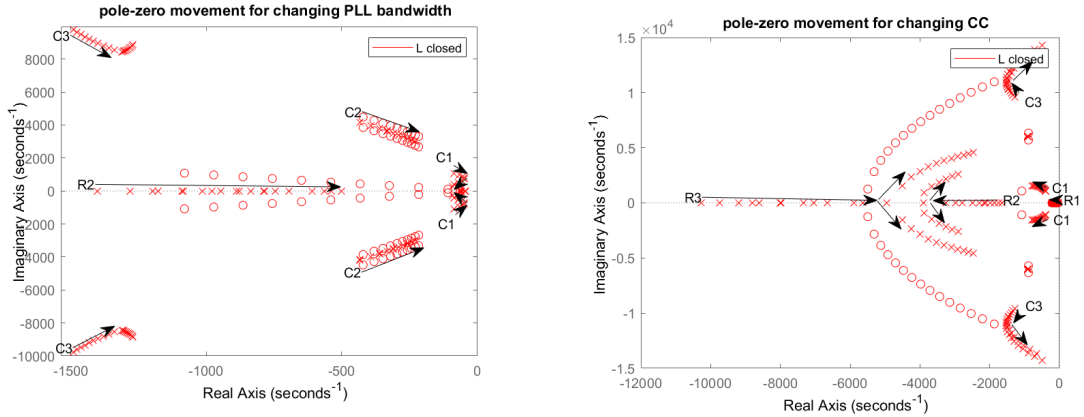 pole-zero movement for changing PLL bandwidth
L closed
C3
C2
C1
R2
C1
C2
C3
8000
6000
4000
2000
0
-2000
-4000
-6000
-8000
-10000
-1500
-1000
-500
0
Imaginary Axis (seconds-1)
Real Axis (seconds-1)
pole-zero movement for changing CC
×10⁴
L closed
C3
C1
R3
R2
R1
C1
C3
1.5
1
0.5
0
-0.5
-1
-1.5
-12000
-10000
-8000
-6000
-4000
-2000
0
Imaginary Axis (seconds-1)
Real Axis (seconds-1)